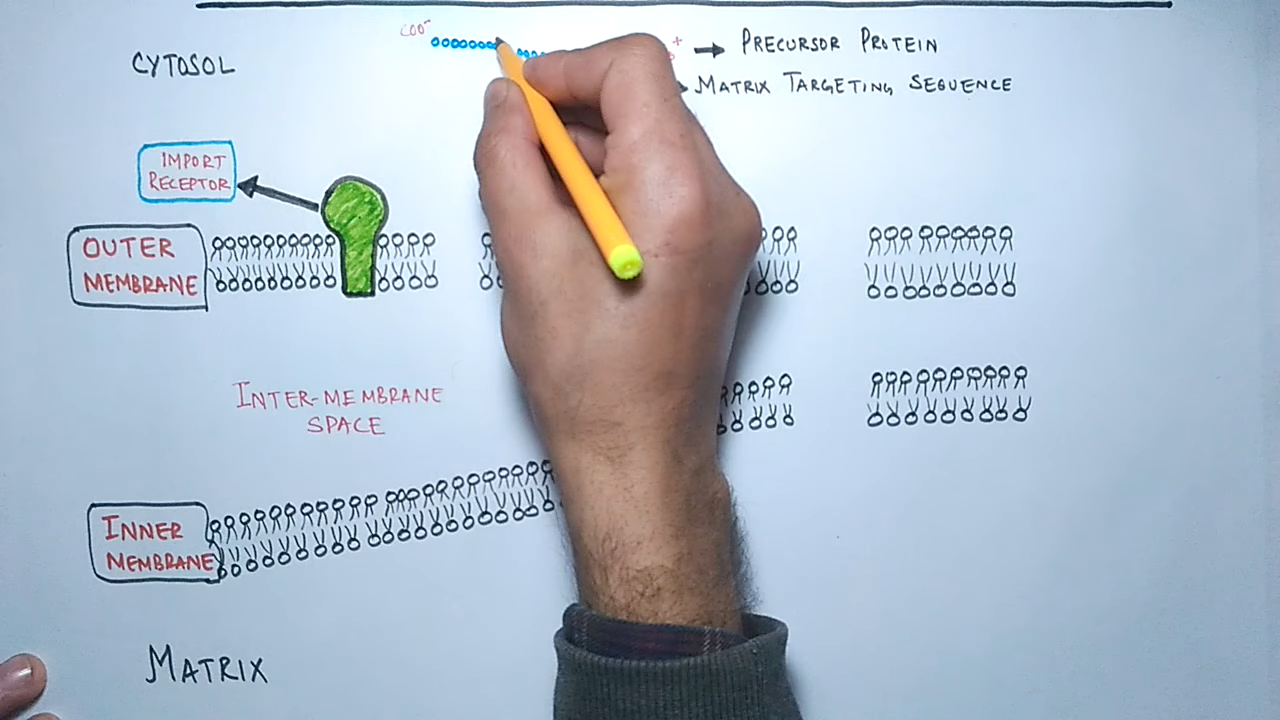 COO⁻
+
PRECURSOR PROTEIN
CYTOSOL
MATRIX TARGETING SEQUENCE
IMPORT
RECEPTOR
OUTER
MEMBRANE
INTER-MEMBRANE
SPACE
INNER
MEMBRANE
MATRIX